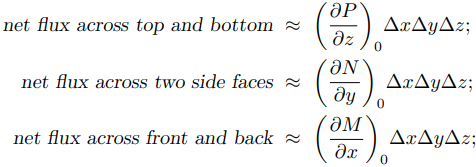 net flux across top and bottom ≈ (∂P/∂z)₀ ΔxΔyΔz;
net flux across two side faces ≈ (∂N/∂y)₀ ΔxΔyΔz;
net flux across front and back ≈ (∂M/∂x)₀ ΔxΔyΔz;